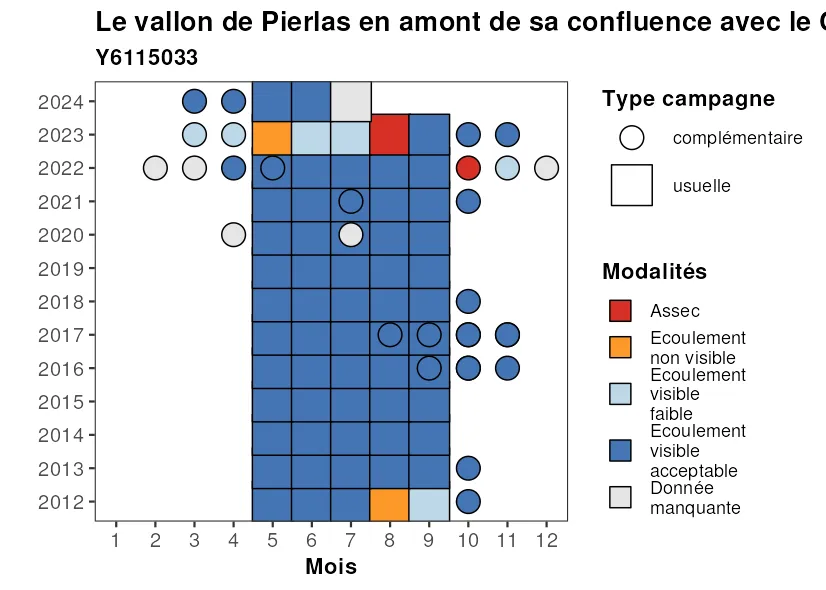 Le vallon de Pierlas en amont de sa confluence avec le
Y6115033
2024
2023
2022
2021
2020
2019
2018
2017
2016
2015
2014
2013
2012
1 2 3 4 5 6 7 8 9 10 11 12
Mois
Type campagne
complémentaire
usuelle
Modalités
Assec
Ecoulement
non visible
Ecoulement
visible
faible
Ecoulement
visible
acceptable
Donnée
manquante